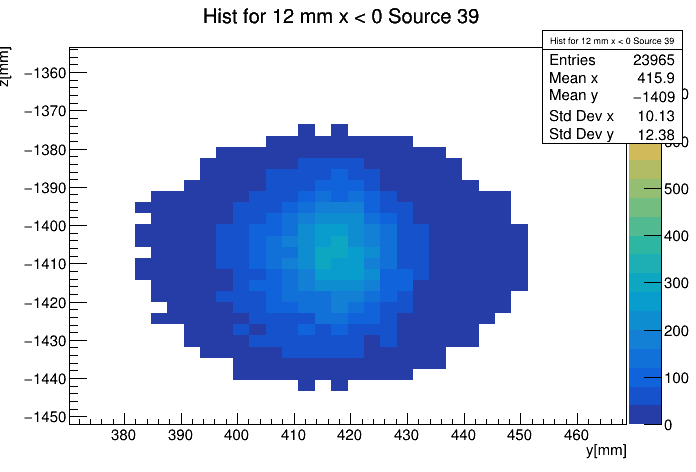 Hist for 12 mm x < 0 Source 39
z[mm]
Hist for 12 mm x < 0 Source 39
Entries 23965
Mean x 415.9
Mean y −1409
Std Dev x 10.13
Std Dev y 12.38
−1360
−1370
−1380
−1390
−1400
−1410
−1420
−1430
−1440
−1450
500
400
300
200
100
0
380 390 400 410 420 430 440 450 460
y[mm]